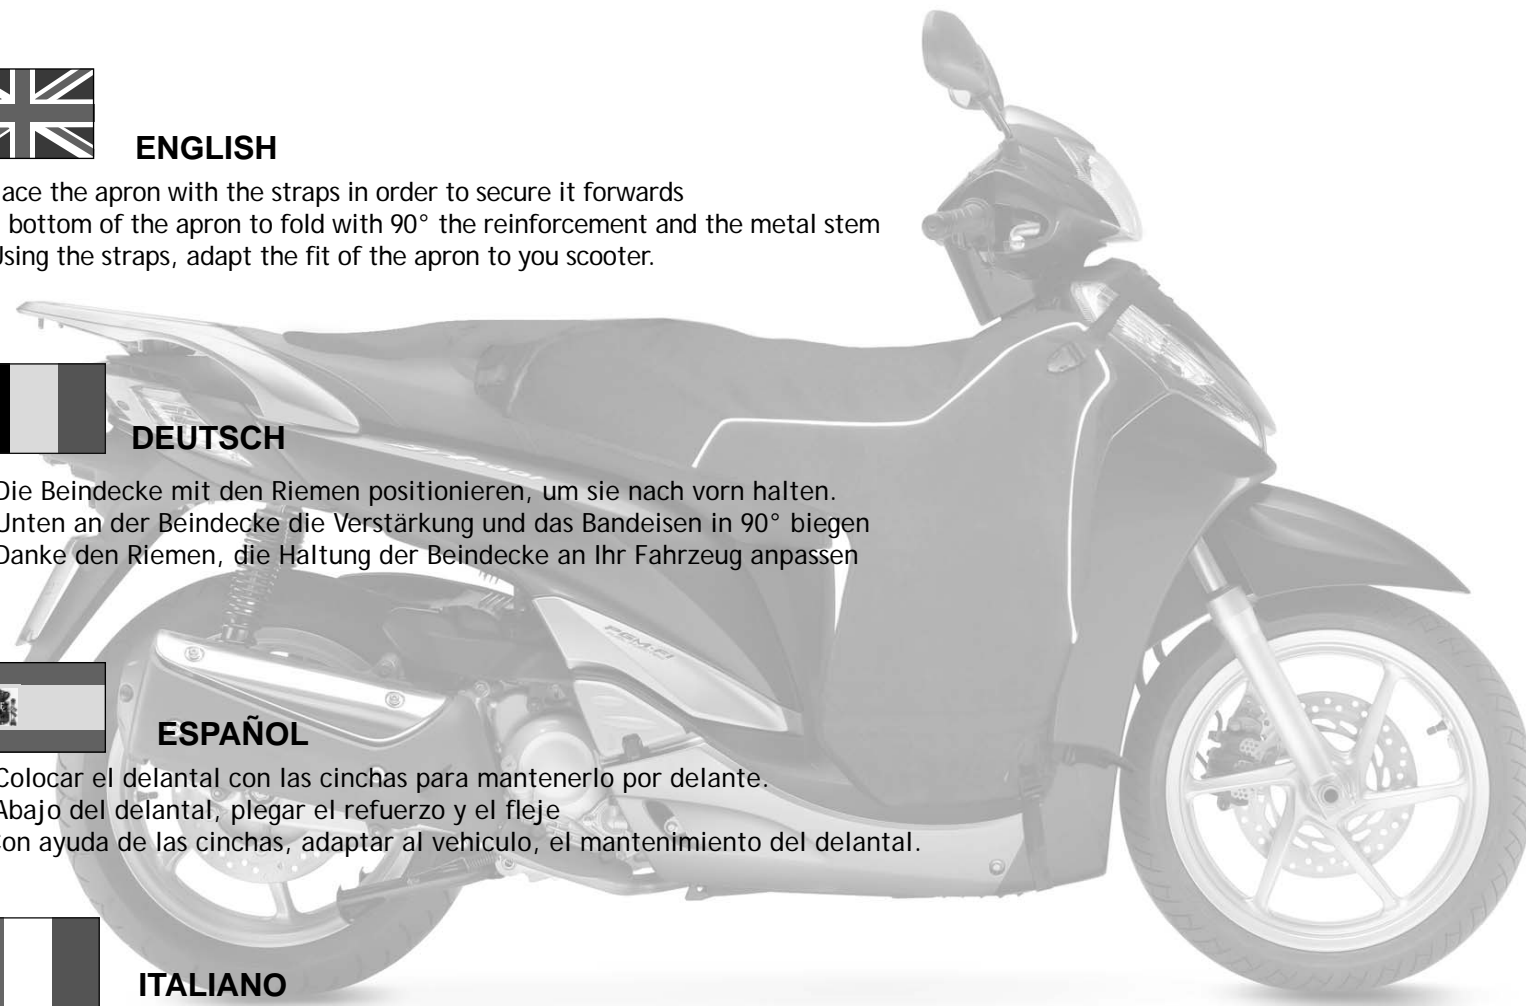 ENGLISH
ace the apron with the straps in order to secure it forwards
bottom of the apron to fold with 90° the reinforcement and the metal stem
Using the straps, adapt the fit of the apron to you scooter.
DEUTSCH
Die Beindecke mit den Riemen positionieren, um sie nach vorn halten.
Unten an der Beindecke die Verstärkung und das Bandeisen in 90° biegen
Danke den Riemen, die Haltung der Beindecke an Ihr Fahrzeug anpassen
PGM-FI
ESPAÑOL
Colocar el delantal con las cinchas para mantenerlo por delante.
Abajo del delantal, plegar el refuerzo y el fleje
on ayuda de las cinchas, adaptar al vehiculo, el mantenimiento del delantal.
ITALIANO